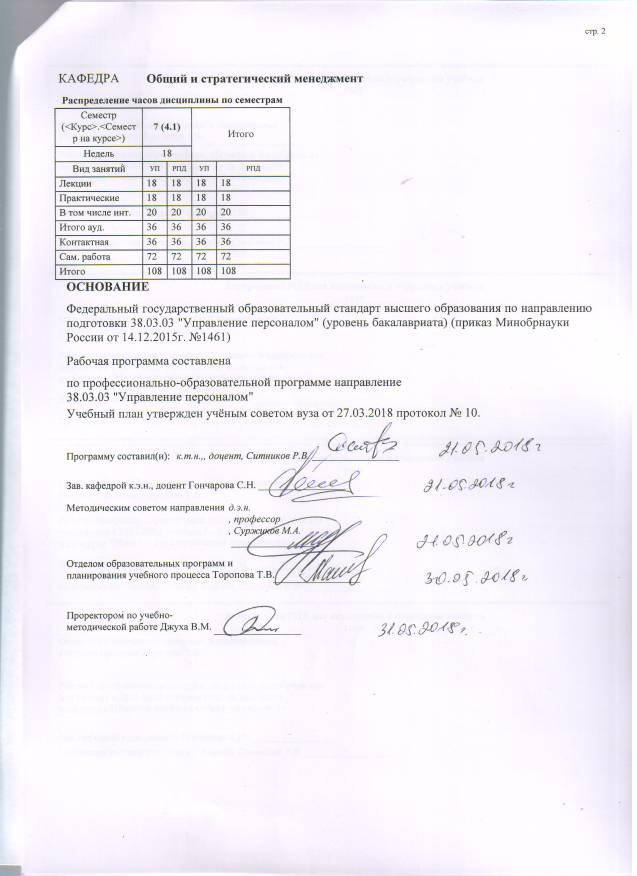 стр. 2
КАФЕДРА Общий и стратегический менеджмент
Распределение часов дисциплины по семестрам
Семестр
(<Курс>.<Семест
р на курсе>)
7 (4.1)
Итого
Недель 18
Вид занятий УП РПД УП РПД
Лекции 18 18 18 18
Практические 18 18 18 18
В том числе инт. 20 20 20 20
Итого ауд. 36 36 36 36
Контактная 36 36 36 36
Сам. работа 72 72 72 72
Итого 108 108 108 108
ОСНОВАНИЕ
Федеральный государственный образовательный стандарт высшего образования по направлению
подготовки 38.03.03 "Управление персоналом" (уровень бакалавриата) (приказ Минобрнауки
России от 14.12.2015г. №1461)
Рабочая программа составлена
по профессионально-образовательной программе направление
38.03.03 "Управление персоналом"
Учебный план утвержден учёным советом вуза от 27.03.2018 протокол № 10.
Программу составил(и): к.т.н.,, доцент, Ситников Р.В. 21.05.2018 г
Зав. кафедрой к.э.н., доцент Гончарова С.Н. 21.05.2018 г
Методическим советом направления д.э.н.
, профессор
, Суржиков М.А. 21.05.2018 г
Отделом образовательных программ и
планирования учебного процесса Торопова Т.В. 30.05.2018 г
Проректором по учебно-
методической работе Джуха В.М. 31.05.2018 г.